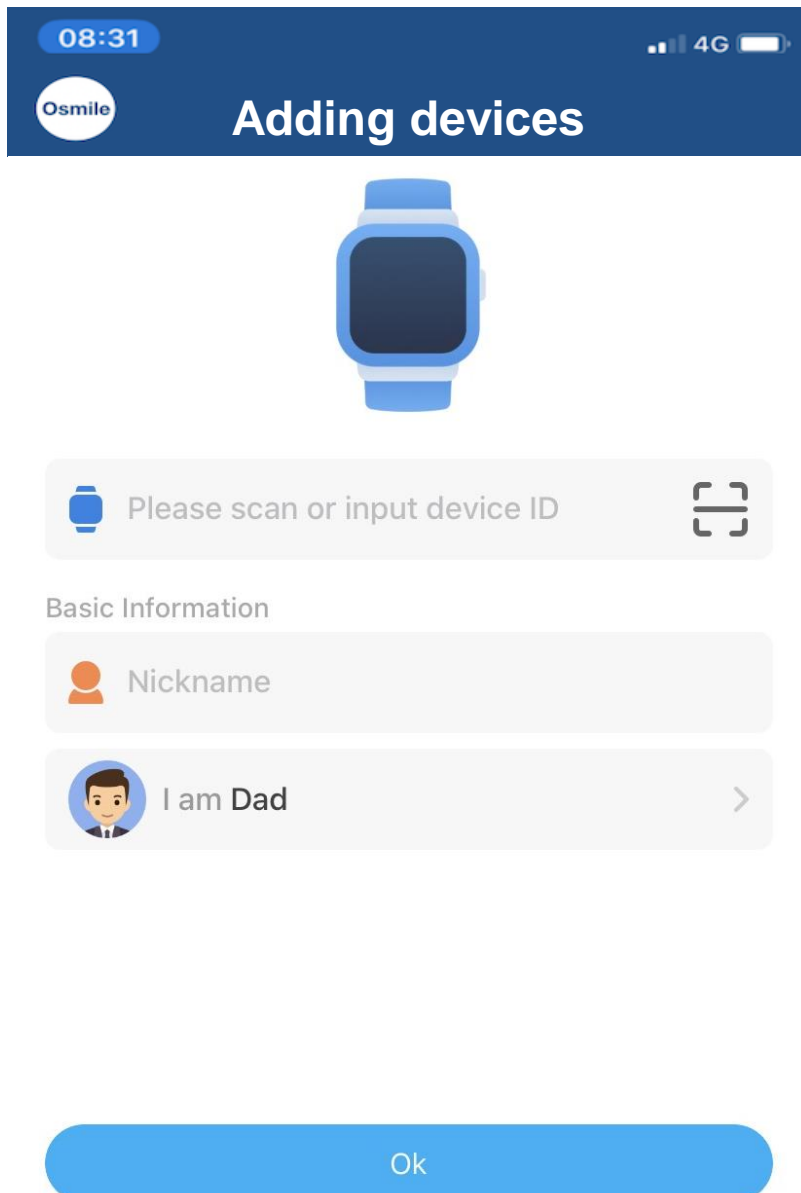 08:31
4G
Osmile
Adding devices
Please scan or input device ID
Basic Information
Nickname
I am Dad
Ok